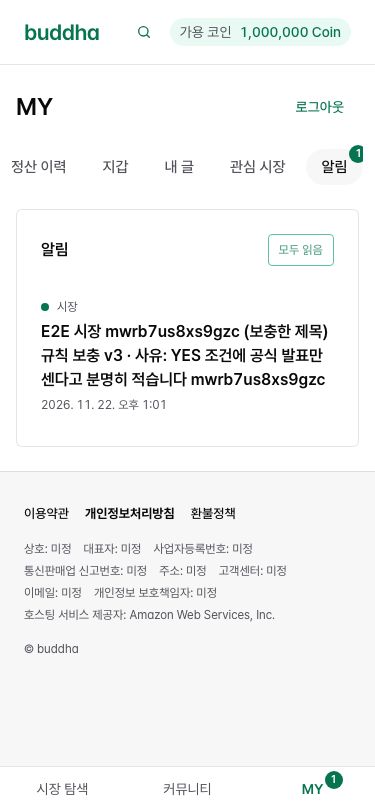 buddha
가용 코인 1,000,000 Coin
MY
로그아웃
정산 이력 지갑 내 글 관심 시장 알림 1
알림
모두 읽음
시장
E2E 시장 mwrb7us8xs9gzc (보충한 제목)
규칙 보충 v3 · 사유: YES 조건에 공식 발표만
센다고 분명히 적습니다 mwrb7us8xs9gzc
2026. 11. 22. 오후 1:01
이용약관 개인정보처리방침 환불정책
상호: 미정 대표자: 미정 사업자등록번호: 미정
통신판매업 신고번호: 미정 주소: 미정 고객센터: 미정
이메일: 미정 개인정보 보호책임자: 미정
호스팅 서비스 제공자: Amazon Web Services, Inc.
© buddha
시장 탐색 커뮤니티 MY 1